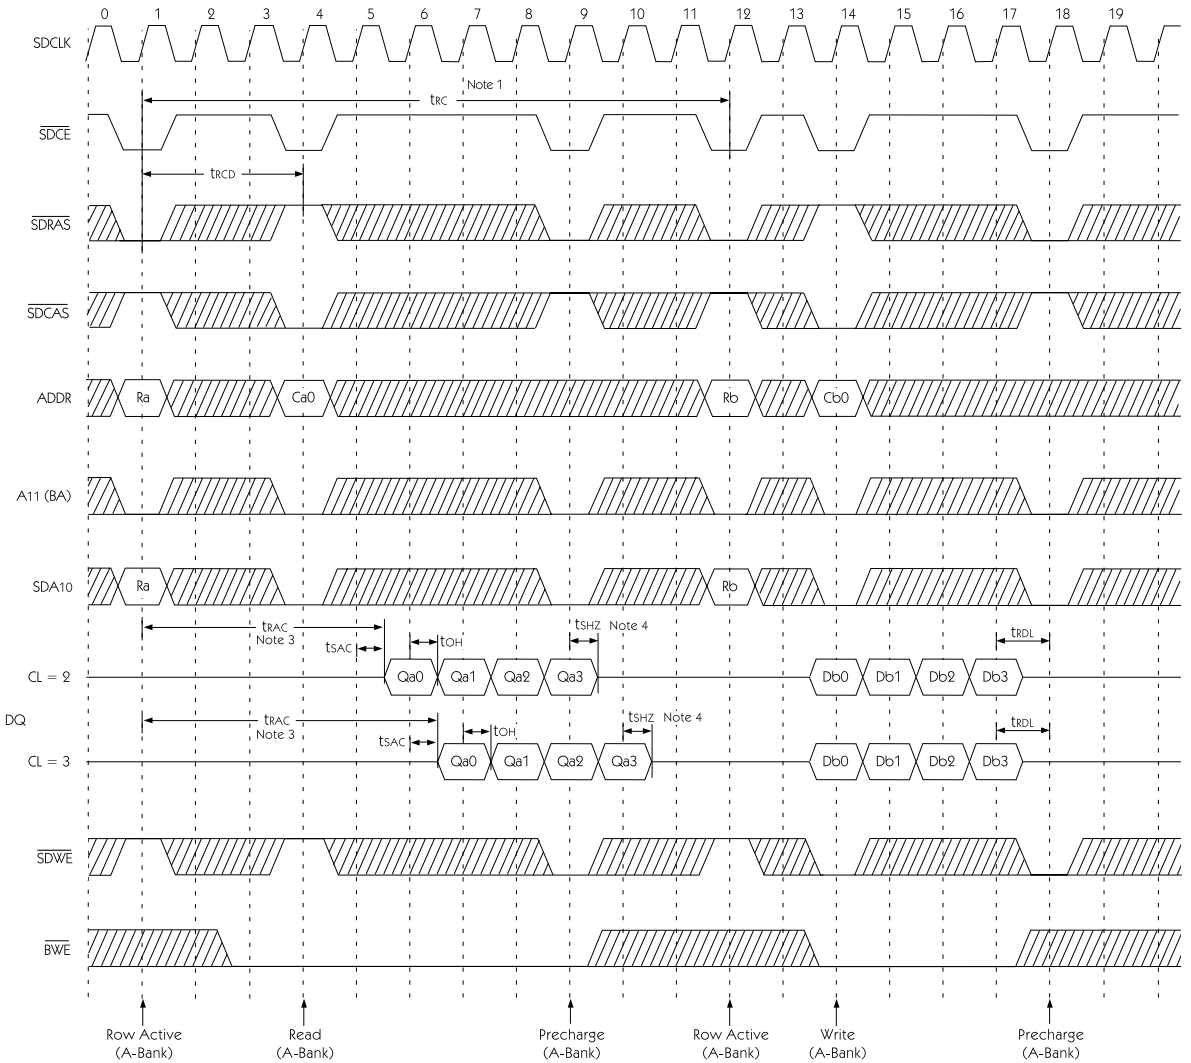 0 1 2 3 4 5 6 7 8 9 10 11 12 13 14 15 16 17 18 19
SDCLK
Note 1
tRC
SDCE
tRCD
SDRAS
SDCAS
ADDR Ra Ca0 Rb Cb0
A11 (BA)
SDA10 Ra Rb
tRAC
Note 3
tSAC tOH tSHZ Note 4 tRDL
CL = 2 Qa0 Qa1 Qa2 Qa3 Db0 Db1 Db2 Db3
DQ
tRAC
Note 3
tSAC tOH tSHZ Note 4 tRDL
CL = 3 Qa0 Qa1 Qa2 Qa3 Db0 Db1 Db2 Db3
SDWE
BWE
Row Active
(A-Bank)
Read
(A-Bank)
Precharge
(A-Bank)
Row Active
(A-Bank)
Write
(A-Bank)
Precharge
(A-Bank)